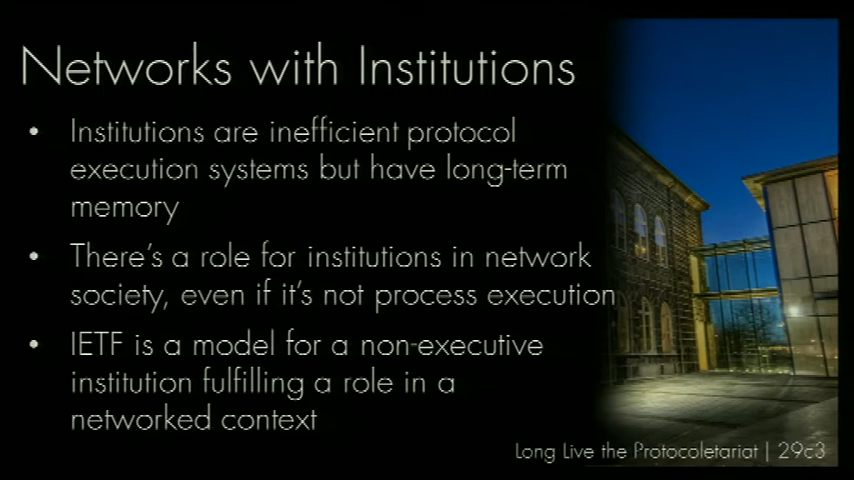 Networks with Institutions
• Institutions are inefficient protocol
execution systems but have long-term
memory
• There's a role for institutions in network
society, even if it's not process execution
• IETF is a model for a non-executive
institution fulfilling a role in a
networked context
Long Live the Protocoletariat | 29c3